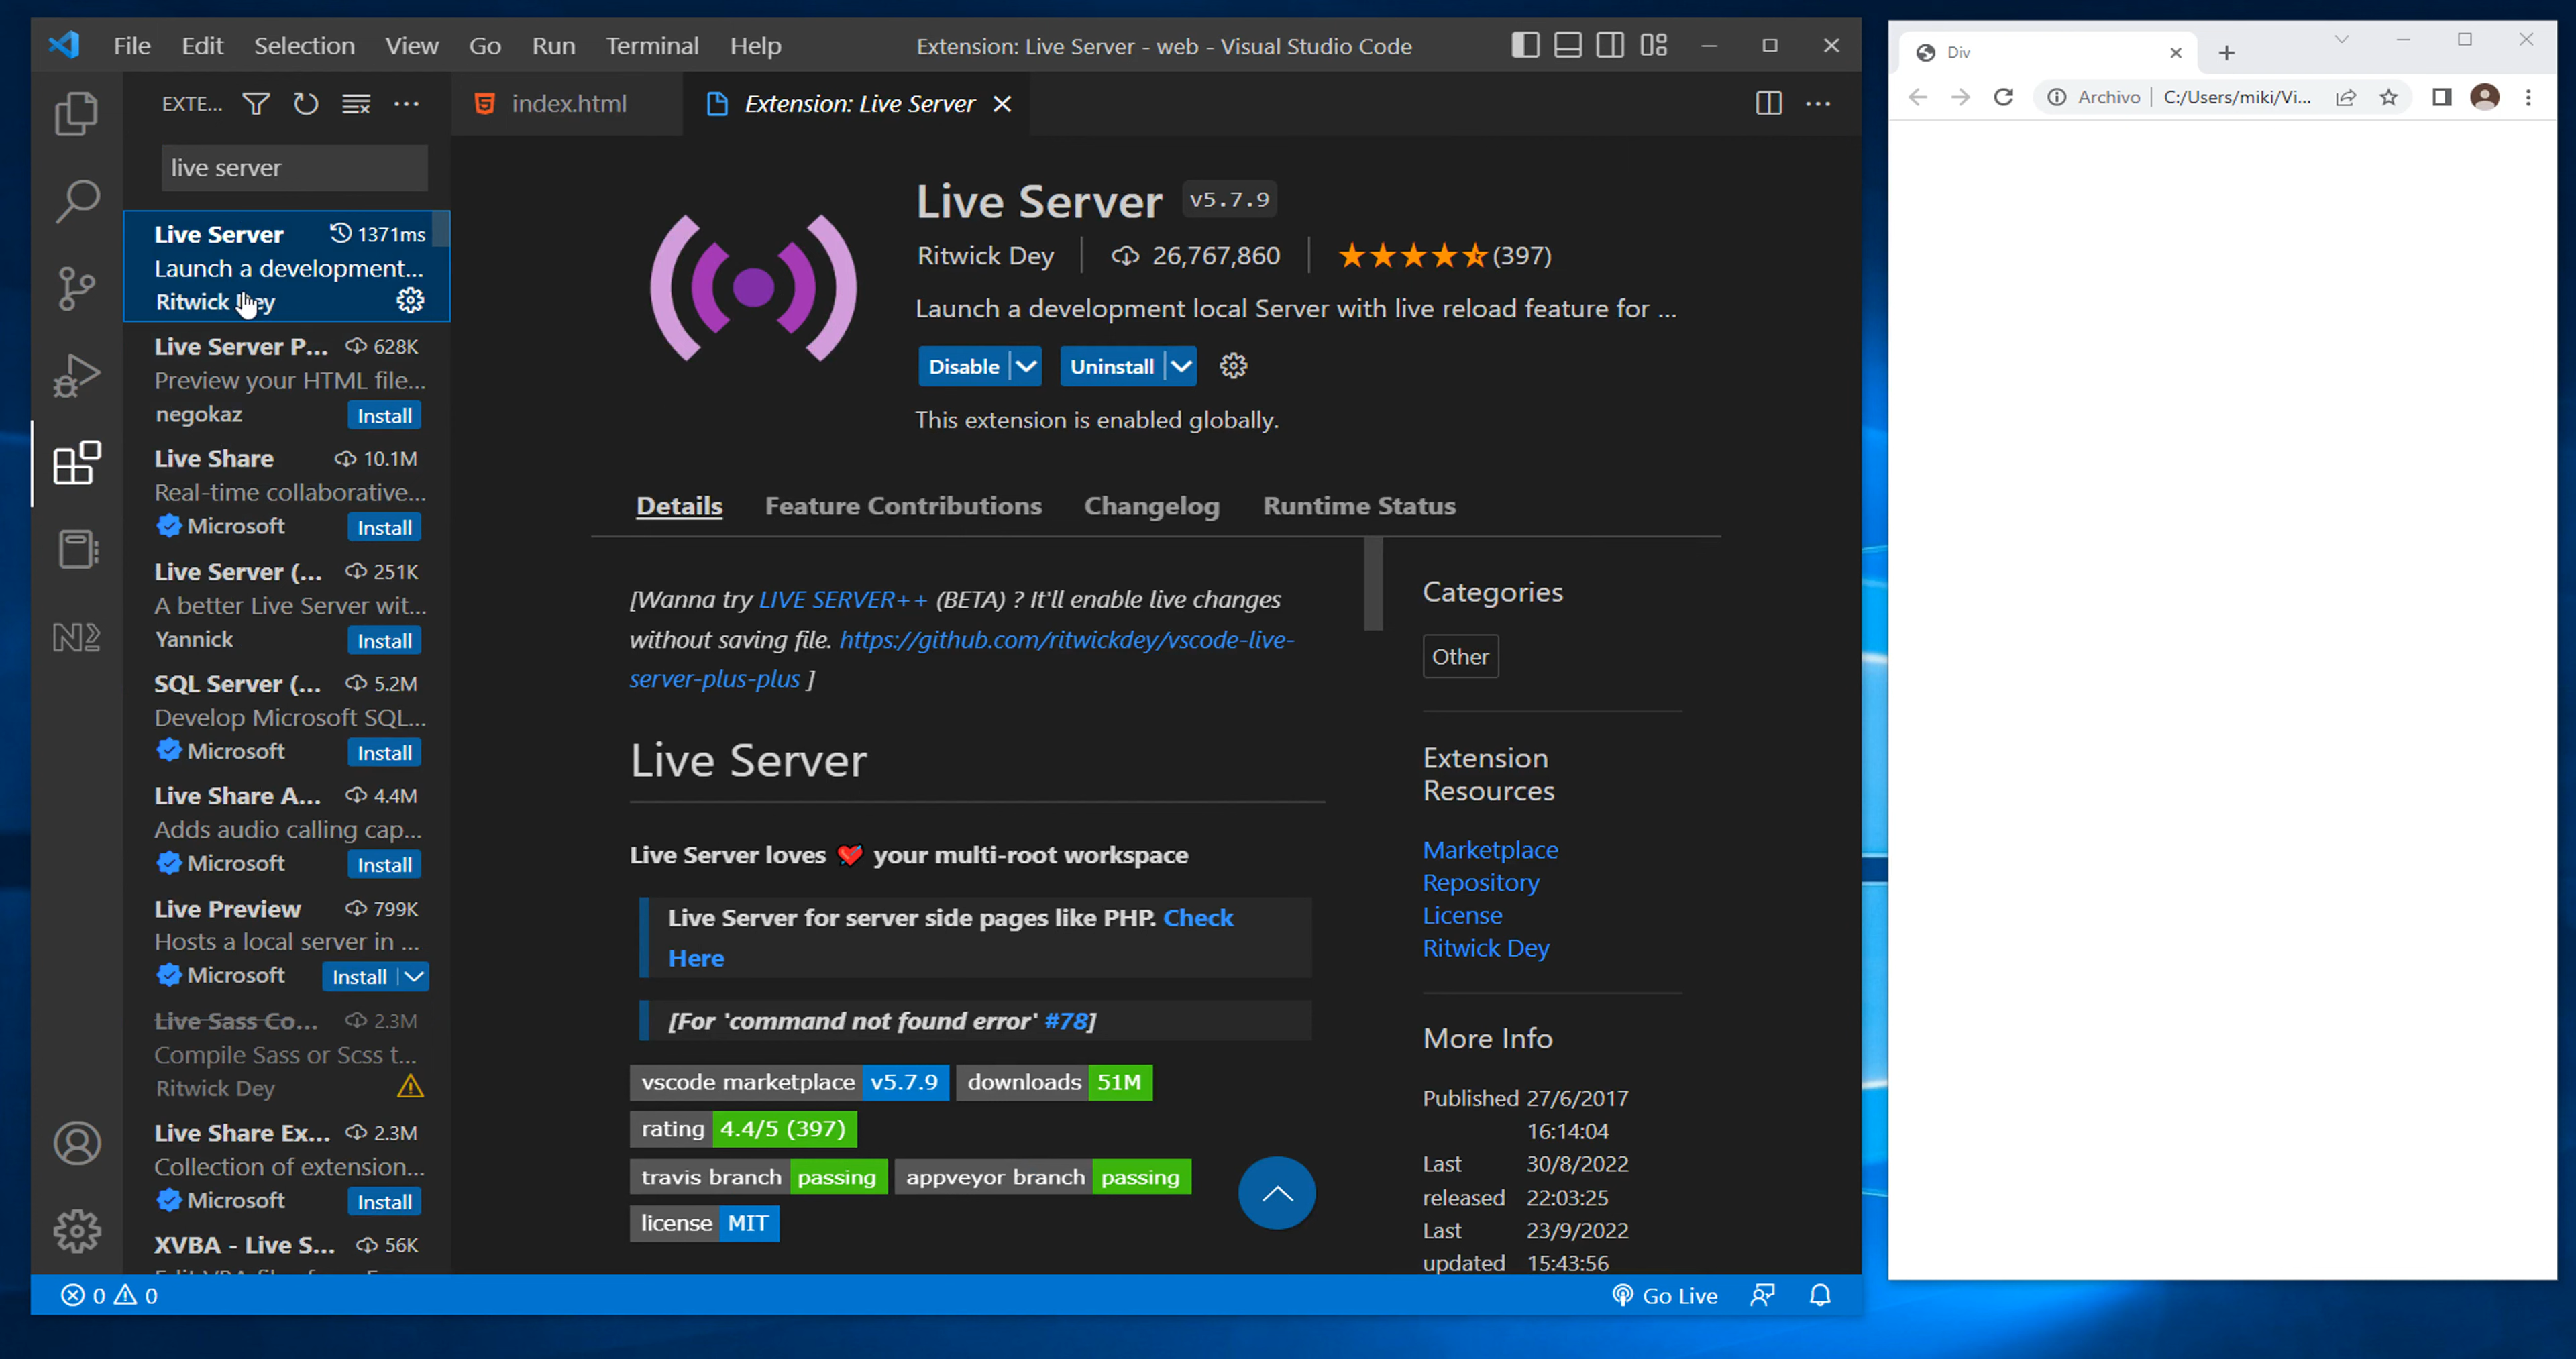 File Edit Selection View Go Run Terminal Help
Extension: Live Server - web - Visual Studio Code
EXTE...
live server
Live Server 1371ms
Launch a development...
Ritwick Dey
Live Server P... 628K
Preview your HTML file...
negokaz Install
Live Share 10.1M
Real-time collaborative...
Microsoft Install
Live Server (... 251K
A better Live Server wit...
Yannick Install
SQL Server (... 5.2M
Develop Microsoft SQL...
Microsoft Install
Live Share A... 4.4M
Adds audio calling cap...
Microsoft Install
Live Preview 799K
Hosts a local server in ...
Microsoft Install
Live Sass Co... 2.3M
Compile Sass or Scss t...
Ritwick Dey
Live Share Ex... 2.3M
Collection of extension...
Microsoft Install
XVBA - Live S... 56K
index.html
Extension: Live Server
Live Server v5.7.9
Ritwick Dey 26,767,860 (397)
Launch a development local Server with live reload feature for ...
Disable Uninstall
This extension is enabled globally.
Details Feature Contributions Changelog Runtime Status
[Wanna try LIVE SERVER++ (BETA) ? It'll enable live changes
without saving file. https://github.com/ritwickdey/vscode-live-
server-plus-plus ]
Live Server
Live Server loves your multi-root workspace
Live Server for server side pages like PHP. Check
Here
[For 'command not found error' #78]
vscode marketplace v5.7.9 downloads 51M
rating 4.4/5 (397)
travis branch passing appveyor branch passing
license MIT
Categories
Other
Extension
Resources
Marketplace
Repository
License
Ritwick Dey
More Info
Published 27/6/2017
16:14:04
Last 30/8/2022
released 22:03:25
Last 23/9/2022
updated 15:43:56
0 0
Go Live
Div
Archivo C:/Users/miki/Vi...